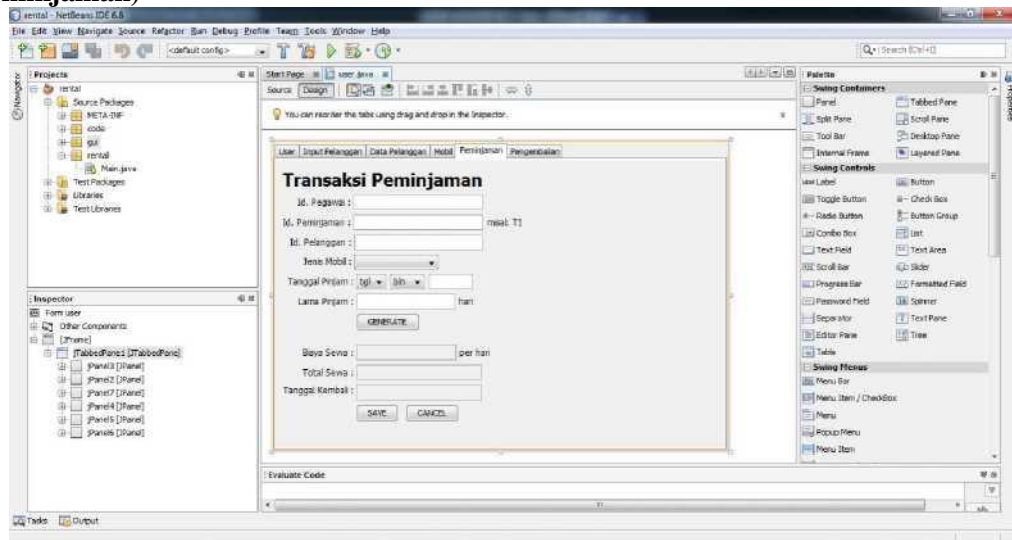 minjaman)
rental - NetBeans IDE 6.8
File Edit View Navigate Source Refactor Run Debug Profile Team Tools Window Help
<default config>
Search (Ctrl+I)
Projects
rental
Source Packages
META-INF
code
gui
rental
Main.java
Test Packages
Libraries
Test Libraries
Navigator
Inspector
Form user
Other Components
[JFrame]
jTabbedPane1 [JTabbedPane]
jPanel3 [JPanel]
jPanel2 [JPanel]
jPanel7 [JPanel]
jPanel4 [JPanel]
jPanel5 [JPanel]
jPanel6 [JPanel]
Start Page user.java
Source Design
You can reorder the tabs using drag and drop in the Inspector.
User Input Pelanggan Data Pelanggan Mobil Peminjaman Pengembalian
Transaksi Peminjaman
Id. Pegawai :
Id. Peminjaman : misal: T1
Id. Pelanggan :
Jenis Mobil :
Tanggal Pinjam : tgl bln
Lama Pinjam : hari
GENERATE
Biaya Sewa : per hari
Total Sewa :
Tanggal Kembali :
SAVE CANCEL
Evaluate Code
Palette
Swing Containers
Panel Tabbed Pane
Split Pane Scroll Pane
Tool Bar Desktop Pane
Internal Frame Layered Pane
Swing Controls
Label Button
Toggle Button Check Box
Radio Button Button Group
Combo Box List
Text Field Text Area
Scroll Bar Slider
Progress Bar Formatted Field
Password Field Spinner
Separator Text Pane
Editor Pane Tree
Table
Swing Menus
Menu Bar
Menu Item / CheckBox
Menu
Popup Menu
Menu Item
Properties
Tasks Output